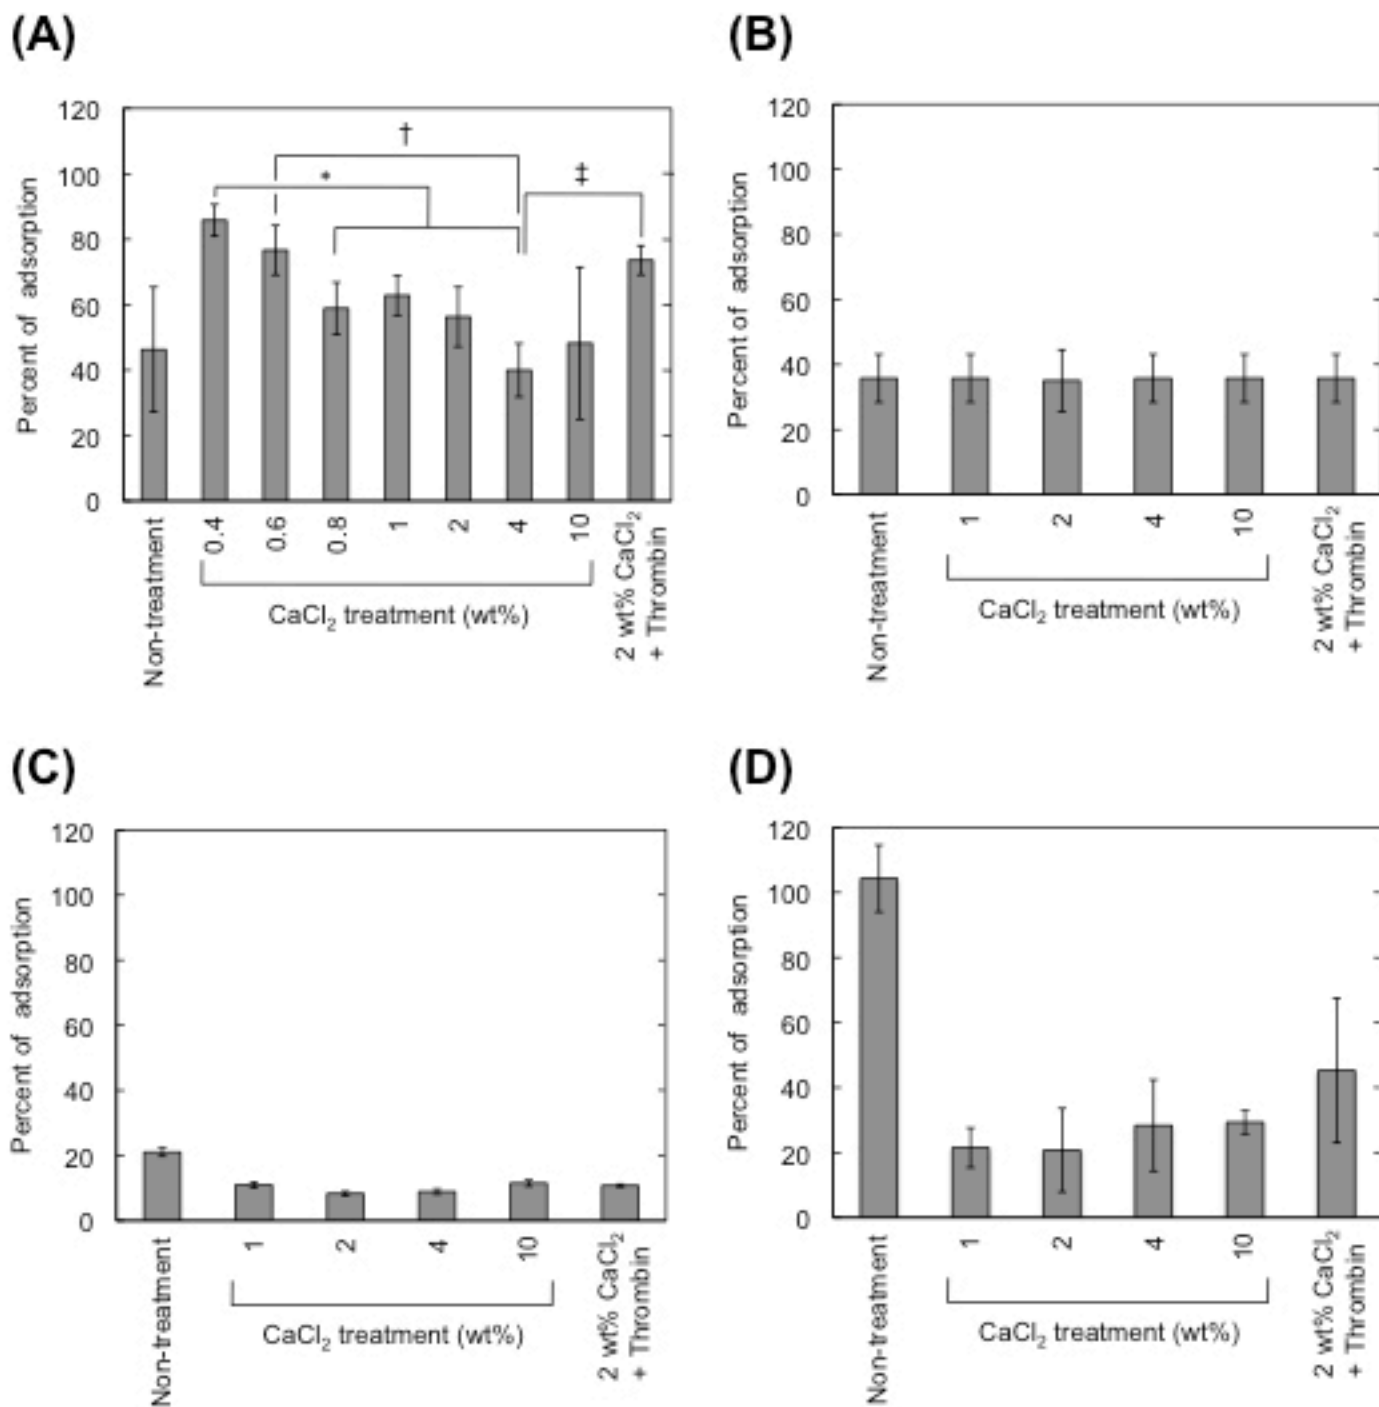 (A)
120
100
80
60
40
20
0
Percent of adsorption
†
*
‡
Non-treatment
0.4
0.6
0.8
1
2
4
10
2 wt% CaCl₂
+ Thrombin
CaCl₂ treatment (wt%)
(B)
120
100
80
60
40
20
0
Percent of adsorption
Non-treatment
1
2
4
10
2 wt% CaCl₂
+ Thrombin
CaCl₂ treatment (wt%)
(C)
120
100
80
60
40
20
0
Percent of adsorption
Non-treatment
1
2
4
10
2 wt% CaCl₂
+ Thrombin
CaCl₂ treatment (wt%)
(D)
120
100
80
60
40
20
0
Percent of adsorption
Non-treatment
1
2
4
10
2 wt% CaCl₂
+ Thrombin
CaCl₂ treatment (wt%)